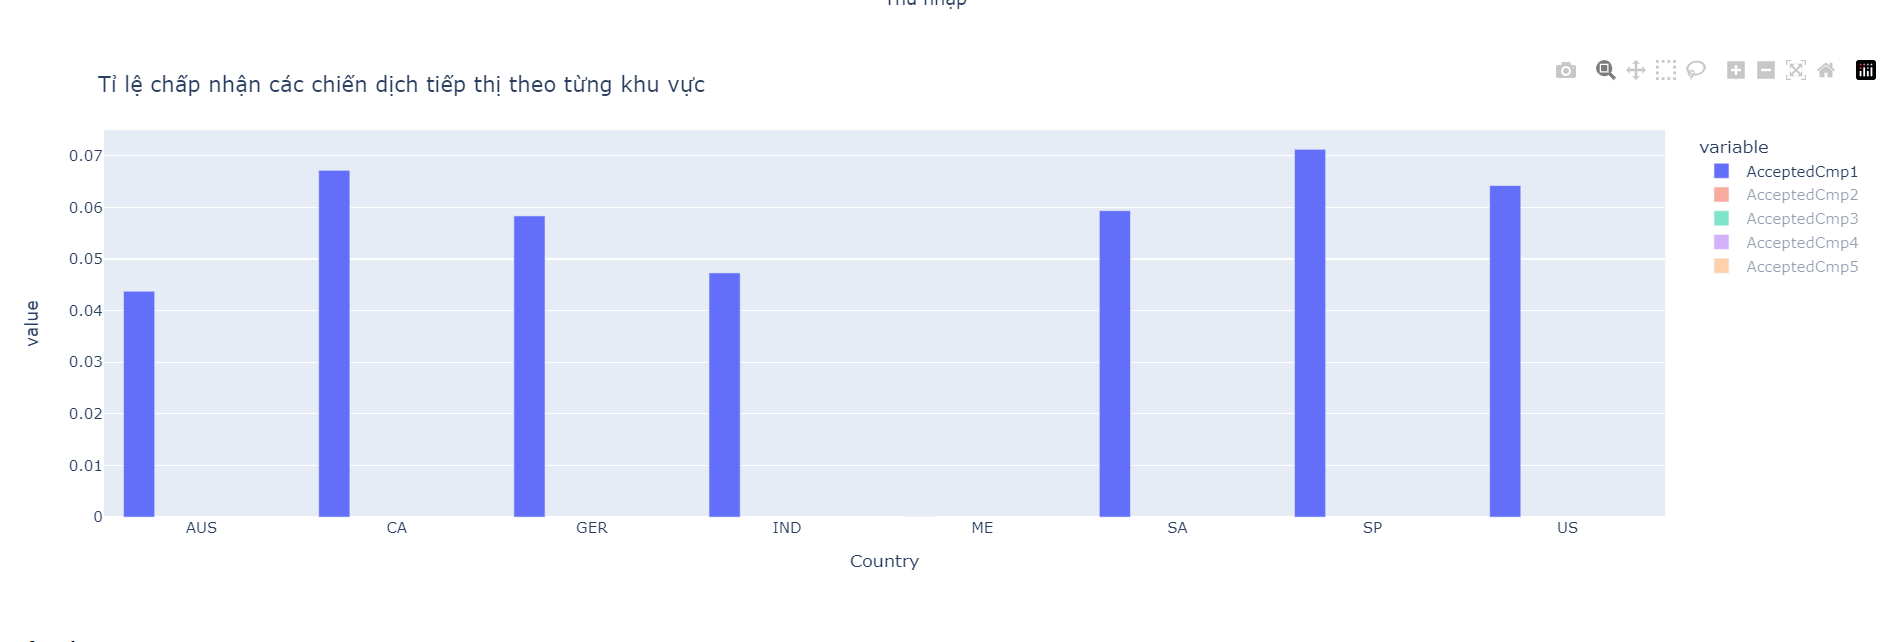 Thu nhập
Tỉ lệ chấp nhận các chiến dịch tiếp thị theo từng khu vực
variable
AcceptedCmp1
AcceptedCmp2
AcceptedCmp3
AcceptedCmp4
AcceptedCmp5
value
0.07
0.06
0.05
0.04
0.03
0.02
0.01
0
AUS CA GER IND ME SA SP US
Country